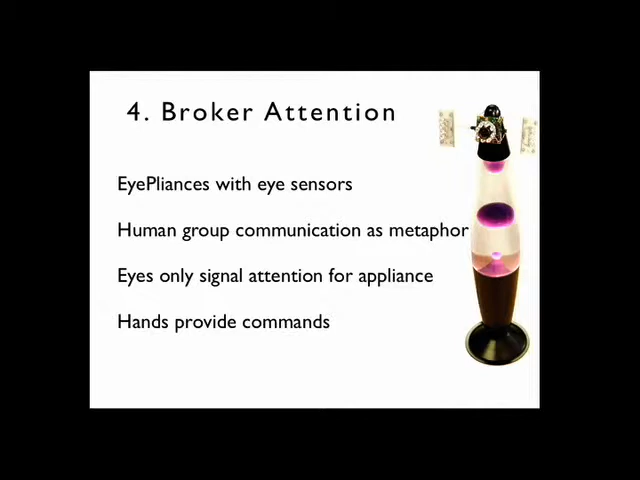 4. Broker Attention
EyePliances with eye sensors
Human group communication as metaphor
Eyes only signal attention for appliance
Hands provide commands